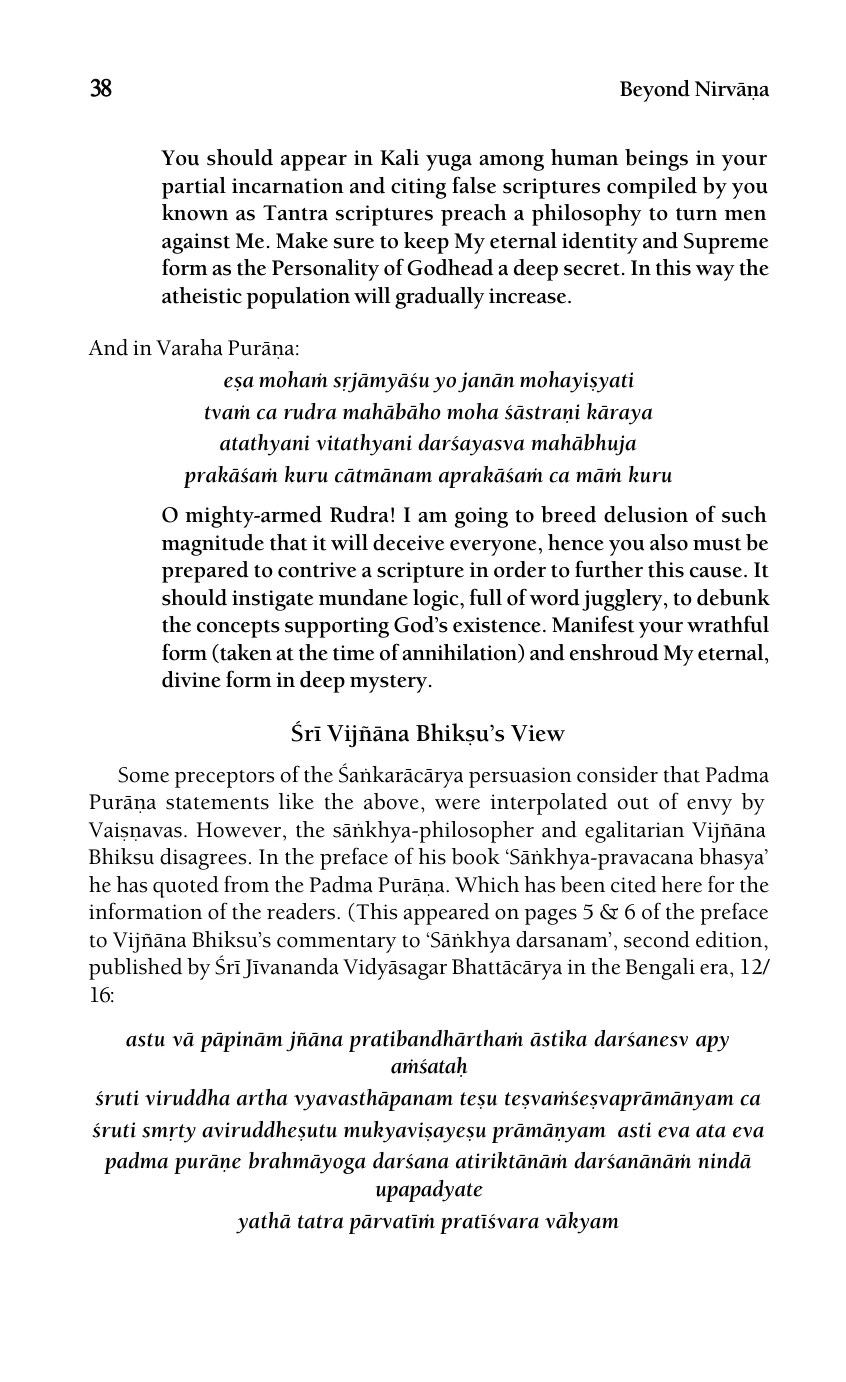 38 Beyond Nirvāṇa
You should appear in Kali yuga among human beings in your
partial incarnation and citing false scriptures compiled by you
known as Tantra scriptures preach a philosophy to turn men
against Me. Make sure to keep My eternal identity and Supreme
form as the Personality of Godhead a deep secret. In this way the
atheistic population will gradually increase.
And in Varaha Purāṇa:
eṣa mohaṁ sṛjāmyāśu yo janān mohayiṣyati
tvaṁ ca rudra mahābāho moha śāstraṇi kāraya
atathyani vitathyani darśayasva mahābhuja
prakāśaṁ kuru cātmānam aprakāśaṁ ca māṁ kuru
O mighty-armed Rudra! I am going to breed delusion of such
magnitude that it will deceive everyone, hence you also must be
prepared to contrive a scripture in order to further this cause. It
should instigate mundane logic, full of word jugglery, to debunk
the concepts supporting God’s existence. Manifest your wrathful
form (taken at the time of annihilation) and enshroud My eternal,
divine form in deep mystery.
Śrī Vijñāna Bhikṣu’s View
Some preceptors of the Śaṅkarācārya persuasion consider that Padma
Purāṇa statements like the above, were interpolated out of envy by
Vaiṣṇavas. However, the sāṅkhya-philosopher and egalitarian Vijñāna
Bhiksu disagrees. In the preface of his book ‘Sāṅkhya-pravacana bhasya’
he has quoted from the Padma Purāṇa. Which has been cited here for the
information of the readers. (This appeared on pages 5 & 6 of the preface
to Vijñāna Bhiksu’s commentary to ‘Sāṅkhya darsanam’, second edition,
published by Śrī Jīvananda Vidyāsagar Bhattācārya in the Bengali era, 12/
16:
astu vā pāpinām jñāna pratibandhārthaṁ āstika darśanesv apy
aṁśataḥ
śruti viruddha artha vyavasthāpanam teṣu teṣvaṁśeṣvaprāmānyam ca
śruti smṛty aviruddheṣutu mukyaviṣayeṣu prāmāṇyam asti eva ata eva
padma purāṇe brahmāyoga darśana atiriktānāṁ darśanānāṁ nindā
upapadyate
yathā tatra pārvatīṁ pratīśvara vākyam